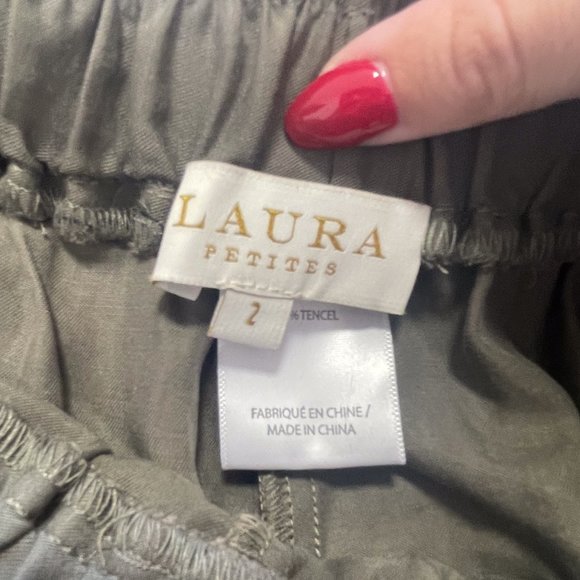 LAURA
PETITES
2
% TENCEL
FABRIQUÉ EN CHINE /
MADE IN CHINA